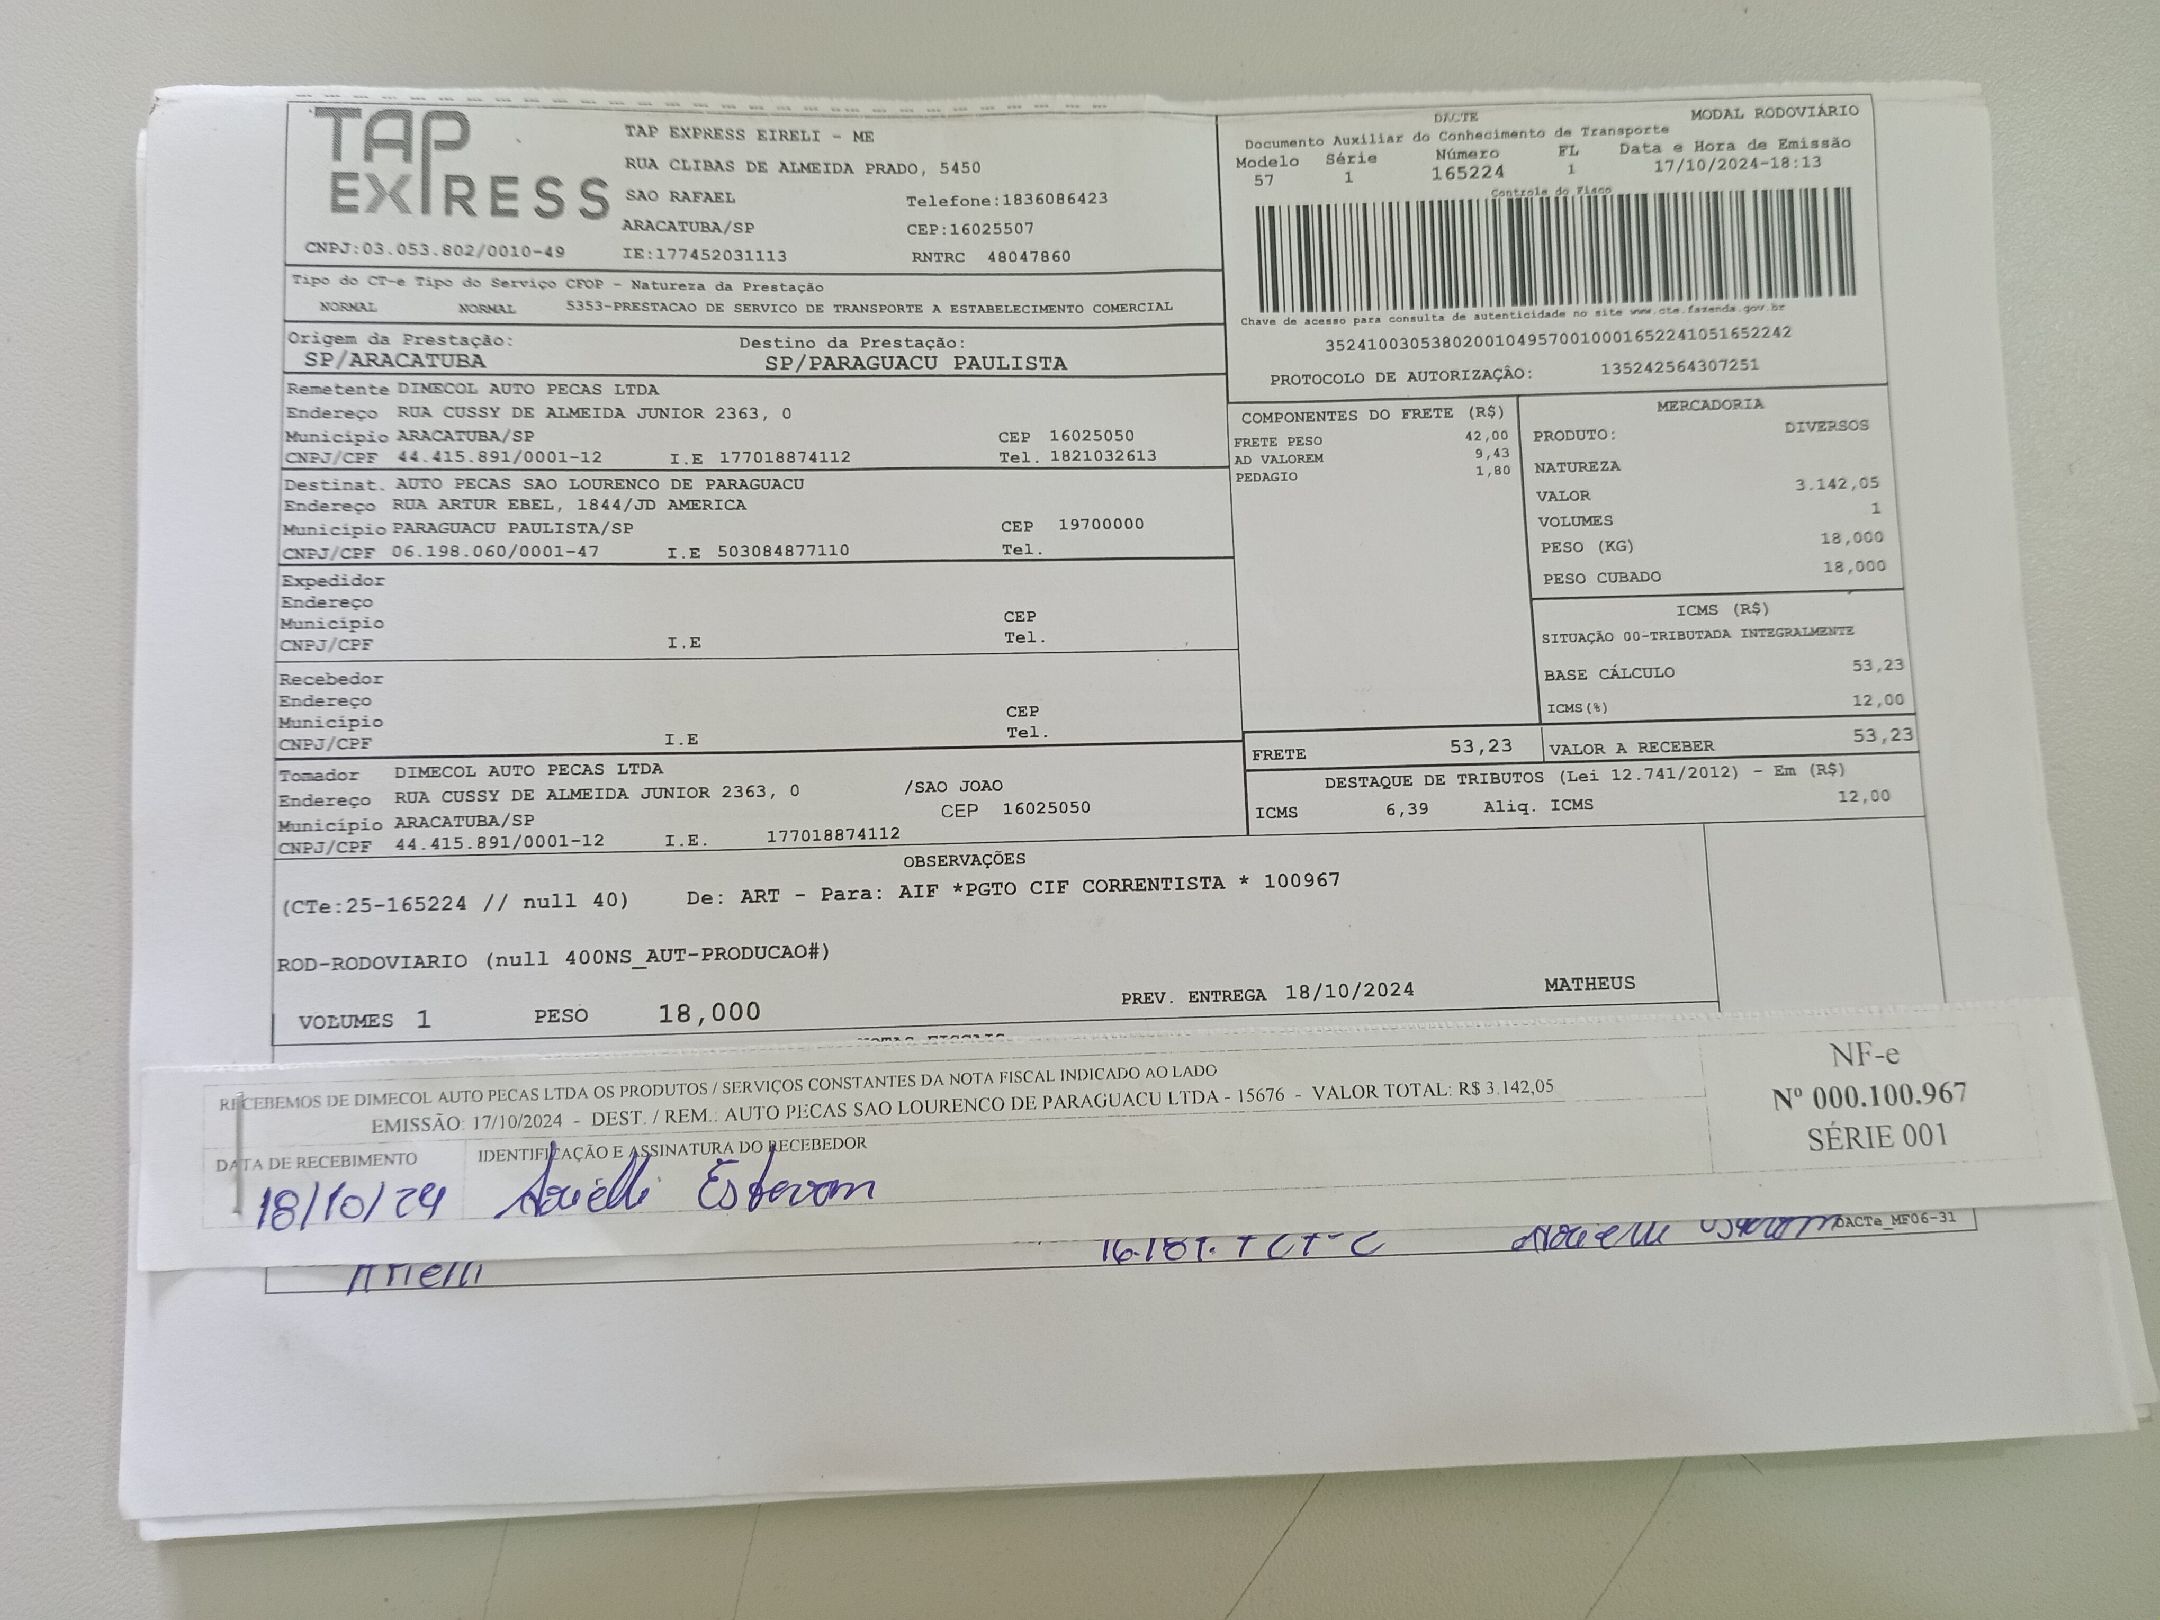 TAP EXPRESS
TAP EXPRESS EIRELI - ME
RUA CLIBAS DE ALMEIDA PRADO, 5450
SAO RAFAEL Telefone:1836086423
ARACATUBA/SP CEP:16025507
CNPJ:03.053.802/0010-49 IE:177452031113 RNTRC 48047860
DACTE MODAL RODOVIÁRIO
Documento Auxiliar do Conhecimento de Transporte
Modelo Série Número FL Data e Hora de Emissão
57 1 165224 1 17/10/2024-18:13
Controle do Fisco
Chave de acesso para consulta de autenticidade no site www.cte.fazenda.gov.br
35241003053802001049570010001652241051652242
PROTOCOLO DE AUTORIZAÇÂO: 135242564307251
Tipo do CT-e Tipo do Serviço CFOP - Natureza da Prestação
NORMAL NORMAL 5353-PRESTACAO DE SERVICO DE TRANSPORTE A ESTABELECIMENTO COMERCIAL
Origem da Prestação: Destino da Prestação:
SP/ARACATUBA SP/PARAGUACU PAULISTA
Remetente DIMECOL AUTO PECAS LTDA
Endereço RUA CUSSY DE ALMEIDA JUNIOR 2363, 0
Município ARACATUBA/SP CEP 16025050
CNPJ/CPF 44.415.891/0001-12 I.E 177018874112 Tel. 1821032613
Destinat. AUTO PECAS SAO LOURENCO DE PARAGUACU
Endereço RUA ARTUR EBEL, 1844/JD AMERICA
Município PARAGUACU PAULISTA/SP CEP 19700000
CNPJ/CPF 06.198.060/0001-47 I.E 503084877110 Tel.
Expedidor
Endereço
Município CEP
CNPJ/CPF I.E Tel.
Recebedor
Endereço
Município CEP
CNPJ/CPF I.E Tel.
Tomador DIMECOL AUTO PECAS LTDA
Endereço RUA CUSSY DE ALMEIDA JUNIOR 2363, 0 /SAO JOAO
Município ARACATUBA/SP CEP 16025050
CNPJ/CPF 44.415.891/0001-12 I.E. 177018874112
COMPONENTES DO FRETE (R$)
FRETE PESO 42,00
AD VALOREM 9,43
PEDAGIO 1,80
MERCADORIA
PRODUTO: DIVERSOS
NATUREZA
VALOR 3.142,05
VOLUMES 1
PESO (KG) 18,000
PESO CUBADO 18,000
ICMS (R$)
SITUAÇÃO 00-TRIBUTADA INTEGRALMENTE
BASE CÁLCULO 53,23
ICMS(%) 12,00
FRETE 53,23 VALOR A RECEBER 53,23
DESTAQUE DE TRIBUTOS (Lei 12.741/2012) - Em (R$)
ICMS 6,39 Aliq. ICMS 12,00
OBSERVAÇÕES
(CTe:25-165224 // null 40) De: ART - Para: AIF *PGTO CIF CORRENTISTA * 100967
ROD-RODOVIARIO (null 400NS_AUT-PRODUCAO#)
VOLUMES 1 PESO 18,000 PREV. ENTREGA 18/10/2024 MATHEUS
RECEBEMOS DE DIMECOL AUTO PECAS LTDA OS PRODUTOS / SERVIÇOS CONSTANTES DA NOTA FISCAL INDICADO AO LADO
EMISSÃO: 17/10/2024 - DEST. / REM.: AUTO PECAS SAO LOURENCO DE PARAGUACU LTDA - 15676 - VALOR TOTAL: R$ 3.142,05
DATA DE RECEBIMENTO IDENTIFICAÇÃO E ASSINATURA DO RECEBEDOR
18/10/24 Estevam
NF-e
Nº 000.100.967
SÉRIE 001
DACTe_MF06-31